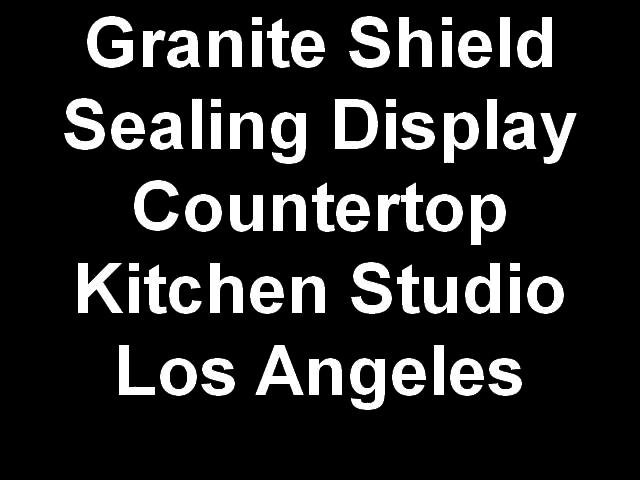 Granite Shield
Sealing Display
Countertop
Kitchen Studio
Los Angeles